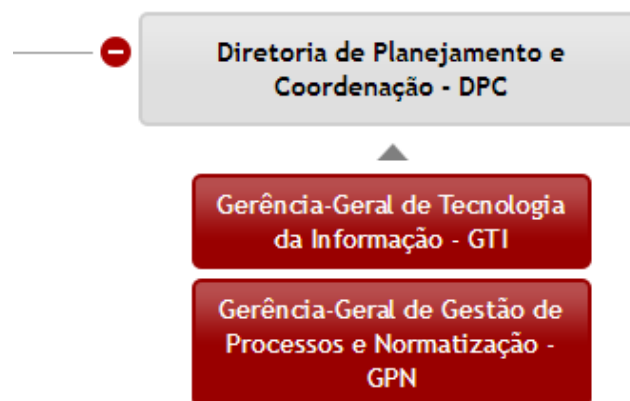 Diretoria de Planejamento e
Coordenação - DPC
Gerência-Geral de Tecnologia
da Informação - GTI
Gerência-Geral de Gestão de
Processos e Normatização -
GPN